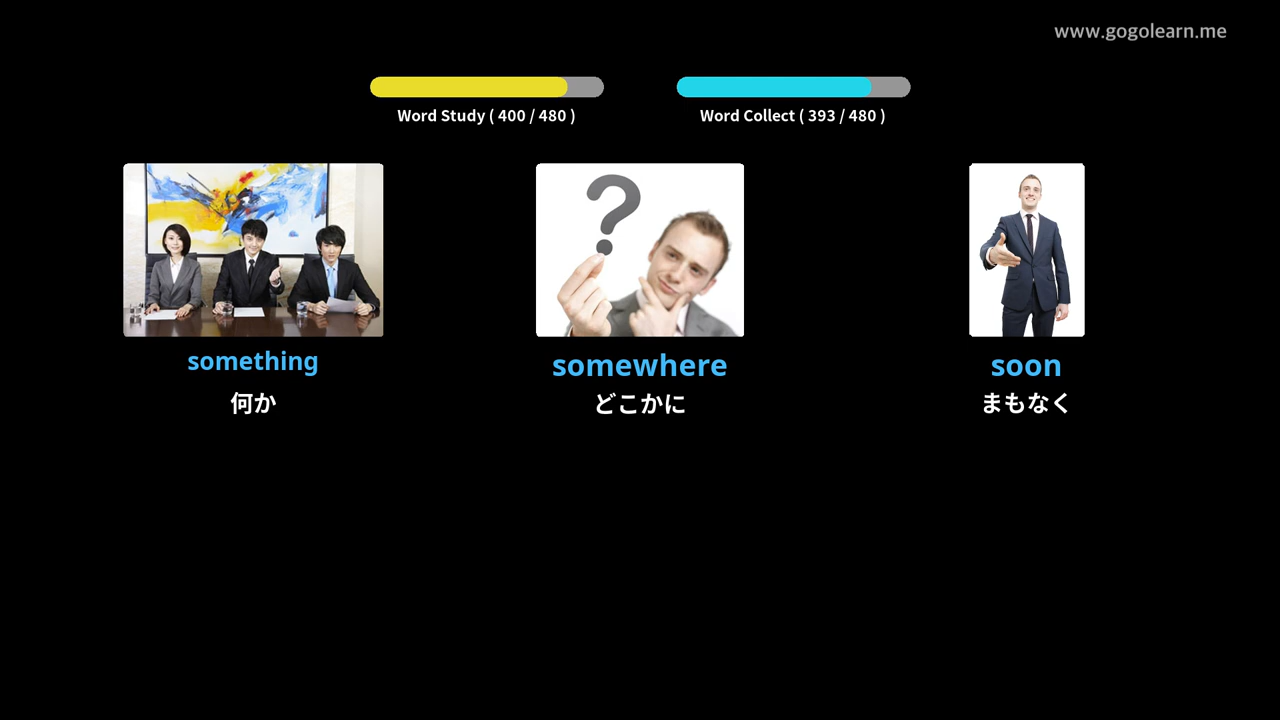 www.gogolearn.me
Word Study ( 400 / 480 )
Word Collect ( 393 / 480 )
something
何か
somewhere
どこかに
soon
まもなく